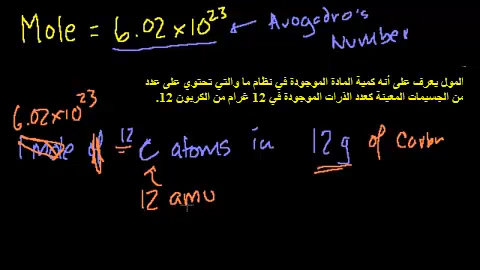 Mole = 6.02 x 10^23 ← Avogadro's Number
المول يعرف على أنه كمية المادة الموجودة في نظام ما والتي تحتوي على عدد
من الجسيمات المعينة كعدد الذرات الموجودة في 12 غرام من الكربون 12.
6.02 x 10^23
1 mole of 12 C atoms in 12g of Carbon
12 amu